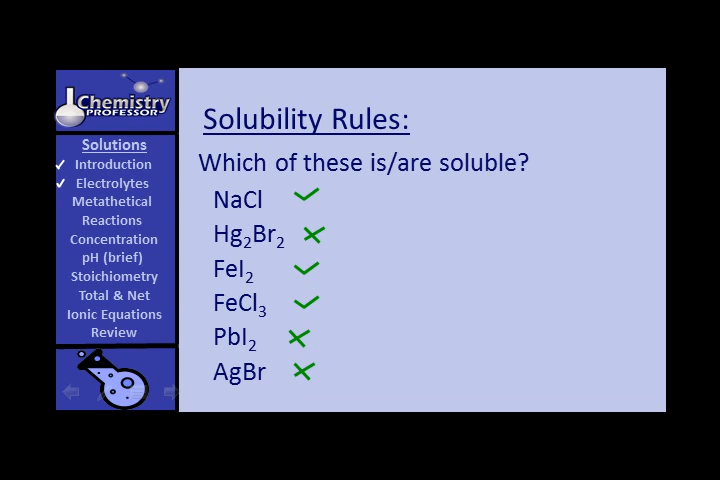 Chemistry
PROFESSOR
Solutions
✓ Introduction
✓ Electrolytes
Metathetical
Reactions
Concentration
pH (brief)
Stoichiometry
Total & Net
Ionic Equations
Review
Solubility Rules:
Which of these is/are soluble?
NaCl ✓
Hg₂Br₂ ✗
FeI₂ ✓
FeCl₃ ✓
PbI₂ ✗
AgBr ✗